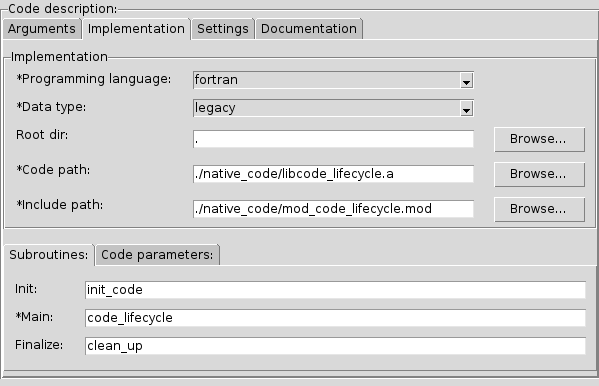 Code description:
Arguments Implementation Settings Documentation
Implementation
*Programming language: fortran
*Data type: legacy
Root dir: . Browse...
*Code path: ./native_code/libcode_lifecycle.a Browse...
*Include path: ./native_code/mod_code_lifecycle.mod Browse...
Subroutines: Code parameters:
Init: init_code
*Main: code_lifecycle
Finalize: clean_up